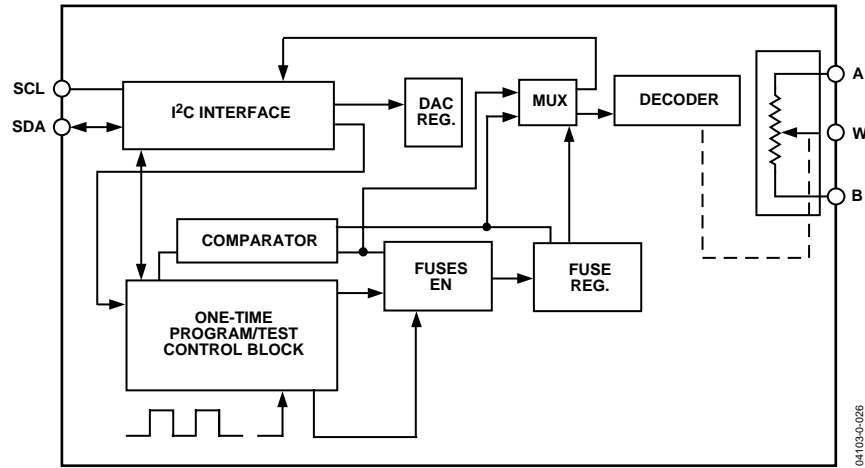 SCL
SDA
I²C INTERFACE
DAC
REG.
MUX
DECODER
A
W
B
COMPARATOR
FUSES
EN
FUSE
REG.
ONE-TIME
PROGRAM/TEST
CONTROL BLOCK
04103-0-026